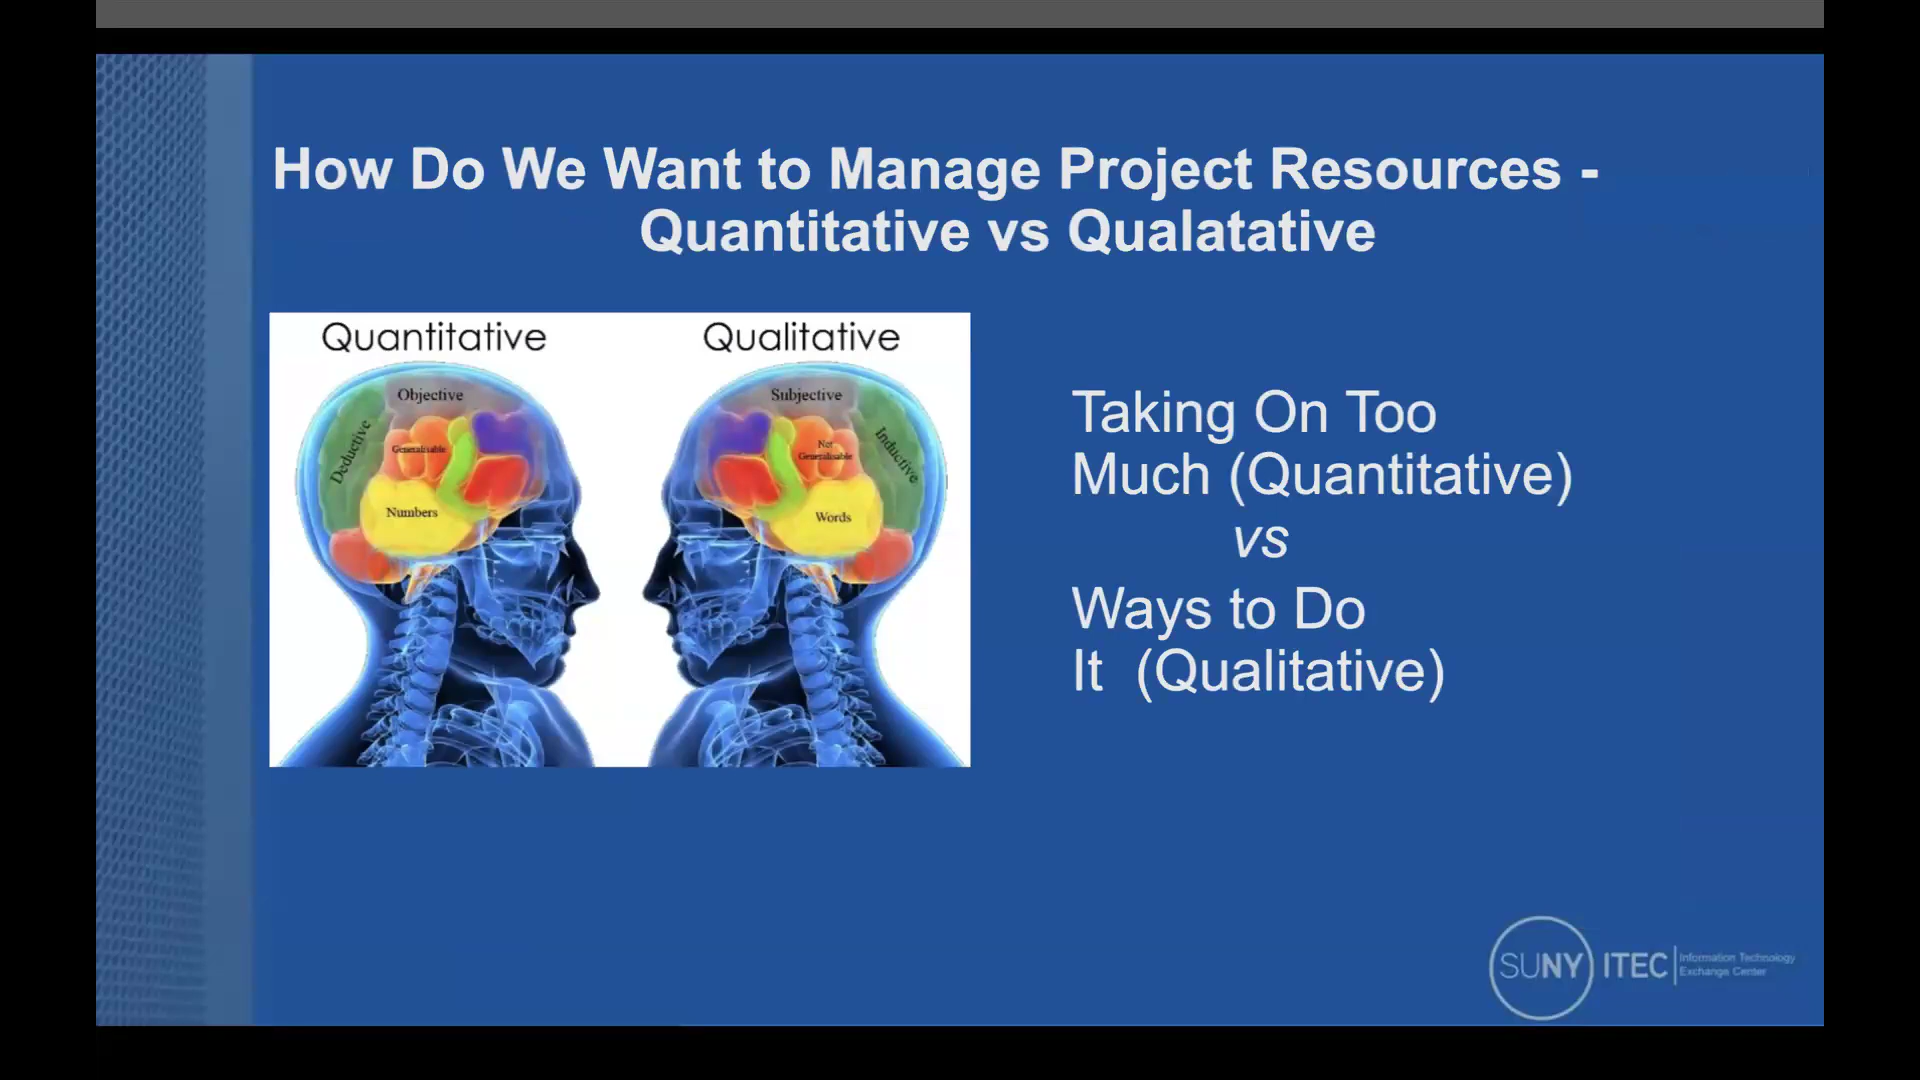 How Do We Want to Manage Project Resources -
Quantitative vs Qualatative
Quantitative
Objective
Deductive
Generalisable
Numbers
Qualitative
Subjective
Inductive
Not
Generalisable
Words
Taking On Too
Much (Quantitative)
vs
Ways to Do
It (Qualitative)
SUNY ITEC
Information Technology
Exchange Center